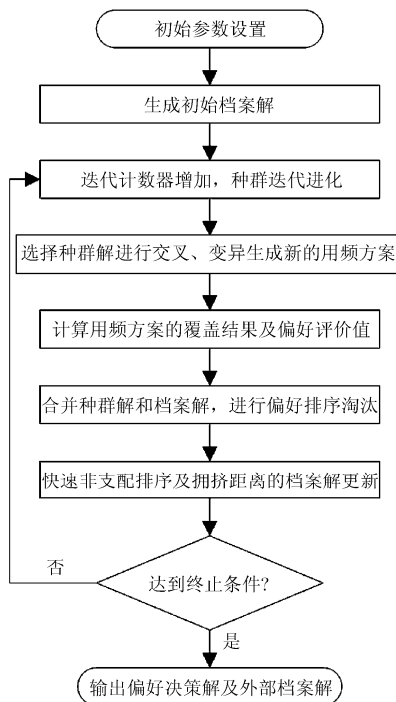 初始参数设置
生成初始档案解
迭代计数器增加，种群迭代进化
选择种群解进行交叉、变异生成新的用频方案
计算用频方案的覆盖结果及偏好评价值
合并种群解和档案解，进行偏好排序淘汰
快速非支配排序及拥挤距离的档案解更新
否
达到终止条件?
是
输出偏好决策解及外部档案解